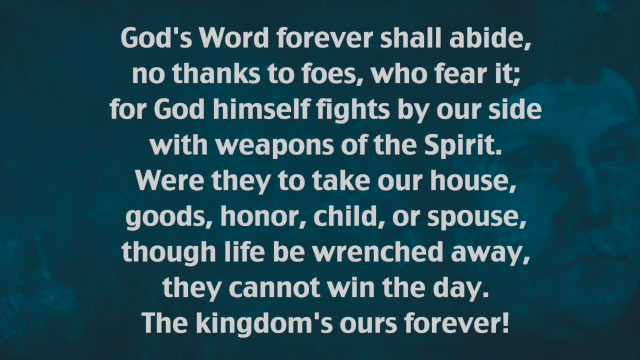 God's Word forever shall abide,
no thanks to foes, who fear it;
for God himself fights by our side
with weapons of the Spirit.
Were they to take our house,
goods, honor, child, or spouse,
though life be wrenched away,
they cannot win the day.
The kingdom's ours forever!